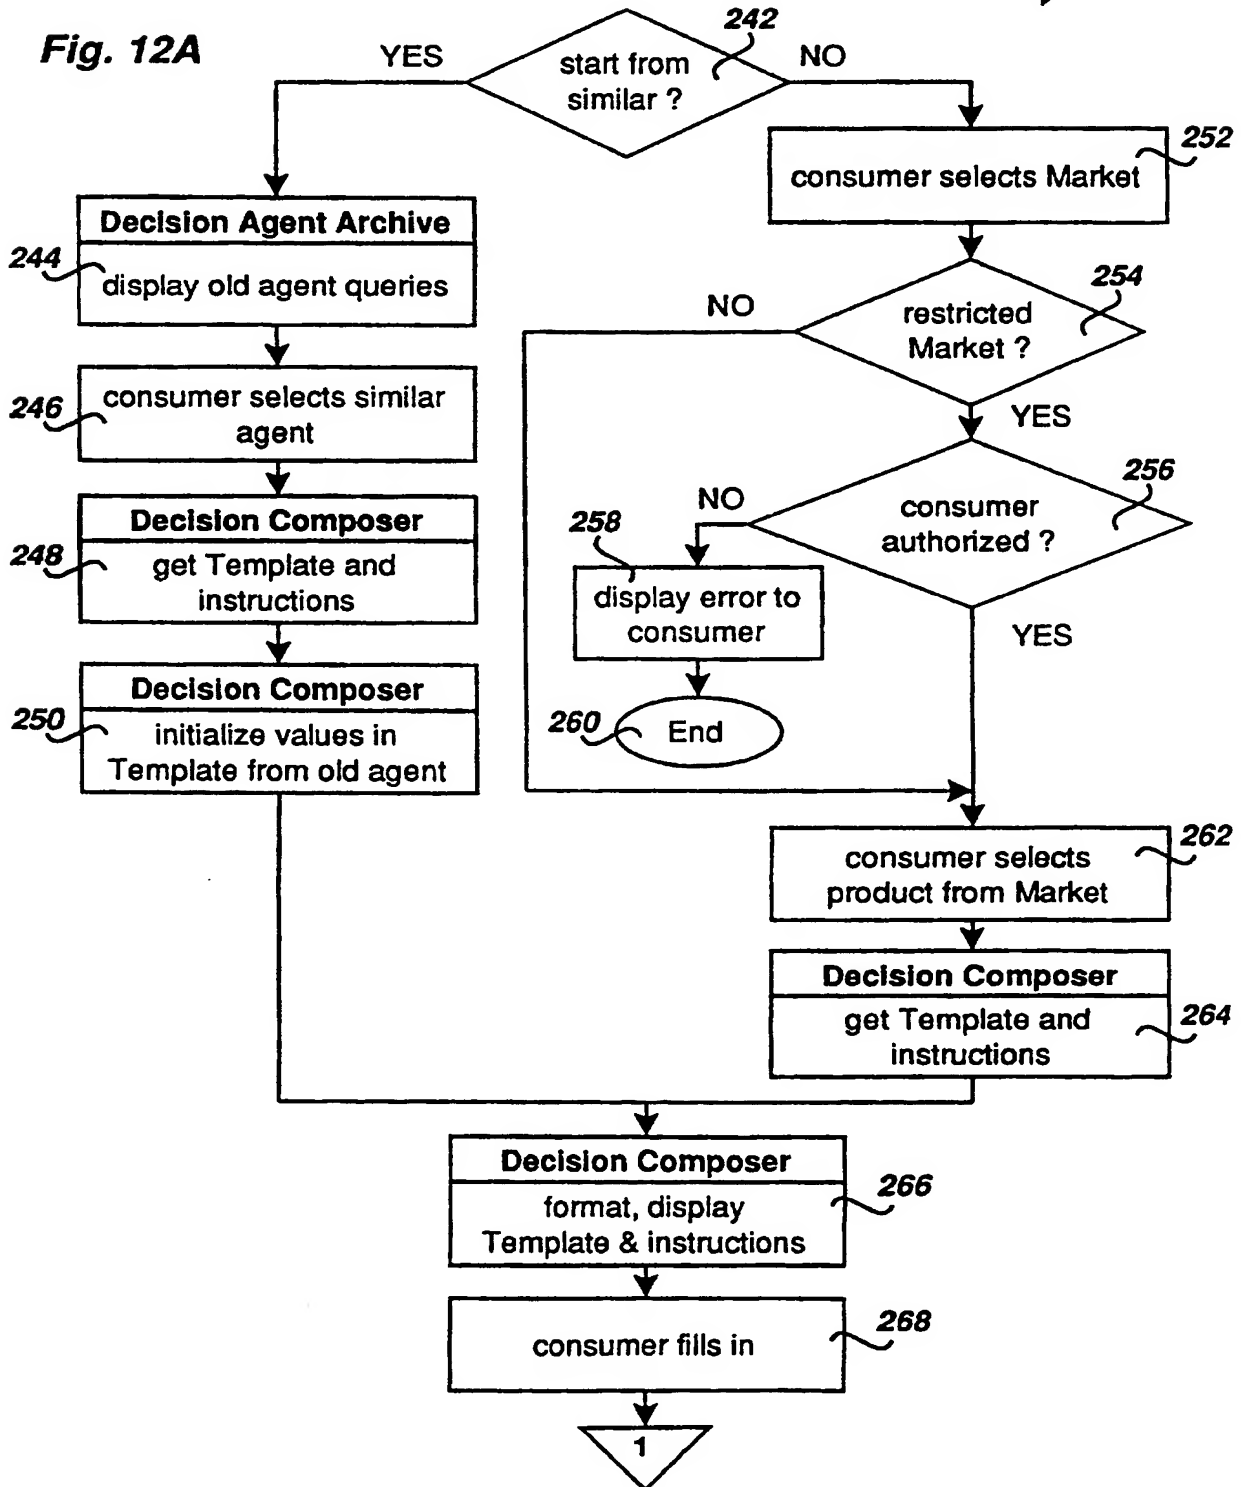 Fig. 12A
242
YES
NO
start from
similar ?
252
consumer selects Market
Decision Agent Archive
244
display old agent queries
254
NO
restricted
Market ?
YES
246
consumer selects similar
agent
256
NO
consumer
authorized ?
YES
258
display error to
consumer
260
End
Decision Composer
248
get Template and
instructions
Decision Composer
250
initialize values in
Template from old agent
262
consumer selects
product from Market
Decision Composer
264
get Template and
instructions
Decision Composer
266
format, display
Template & instructions
268
consumer fills in
1